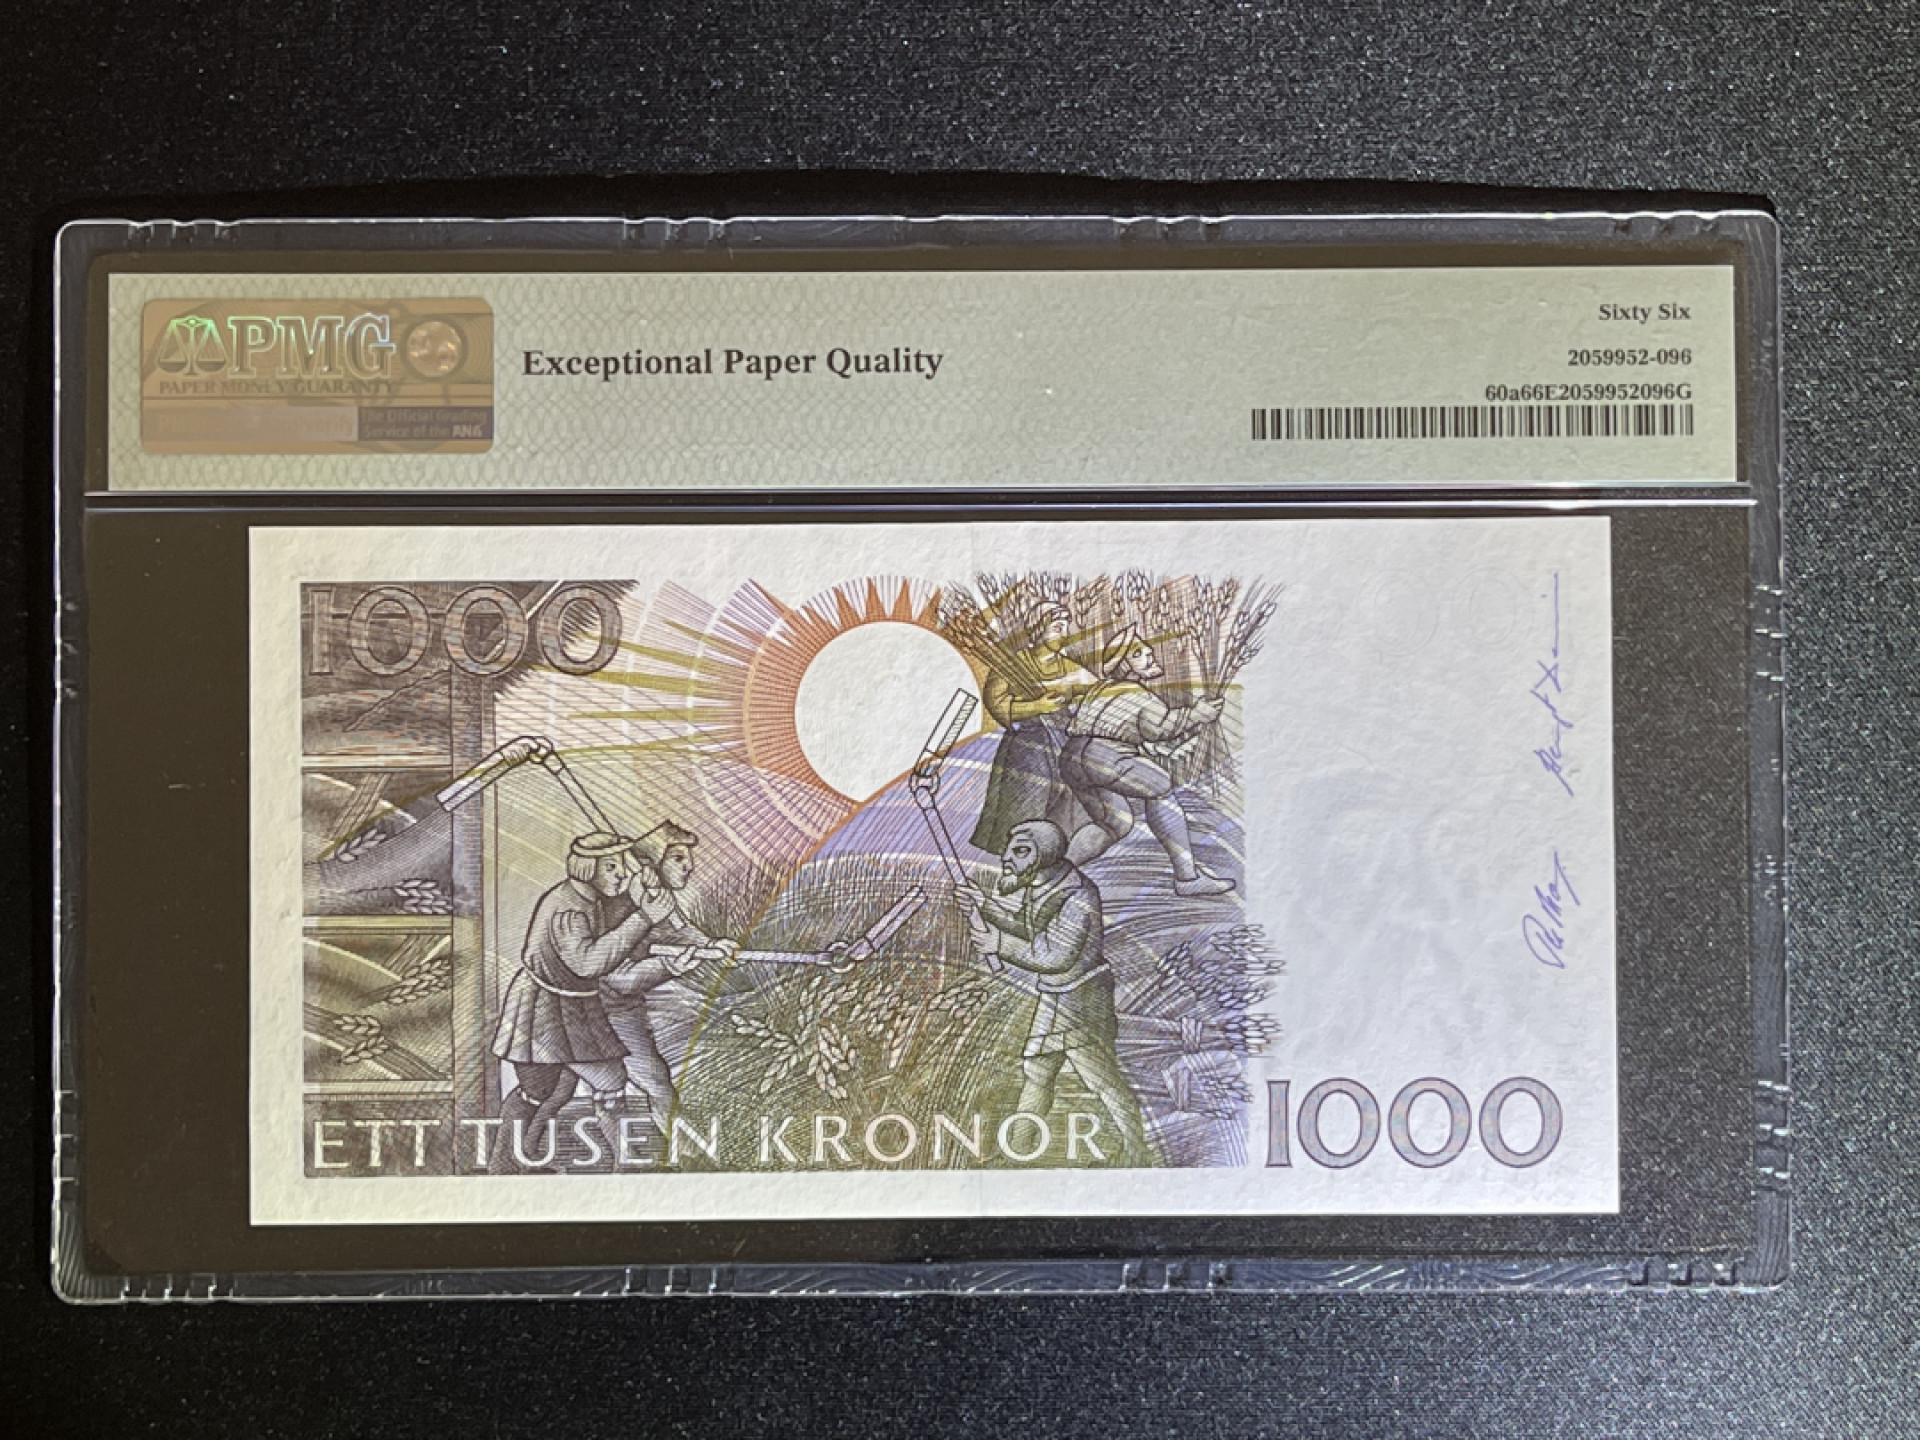 PMG
PAPER MONEY GUARANTY
The Official Grading
Service of the ANA
Exceptional Paper Quality
Sixty Six
2059952-096
60a66E2059952096G
1000
ETT TUSEN KRONOR
1000